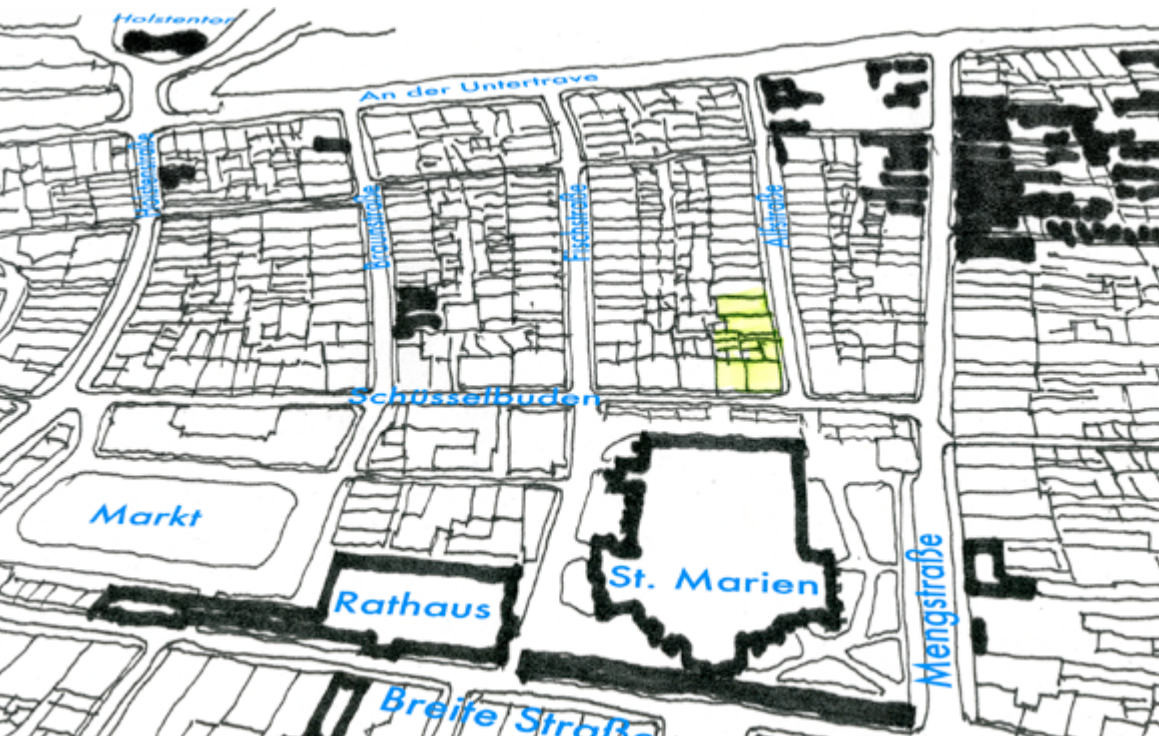 Holstentor
An der Untertrave
Holstenstraße
Braunstraße
Fischstraße
Alfstraße
Schüsselbuden
Markt
Rathaus
St. Marien
Mengstraße
Breite Straße